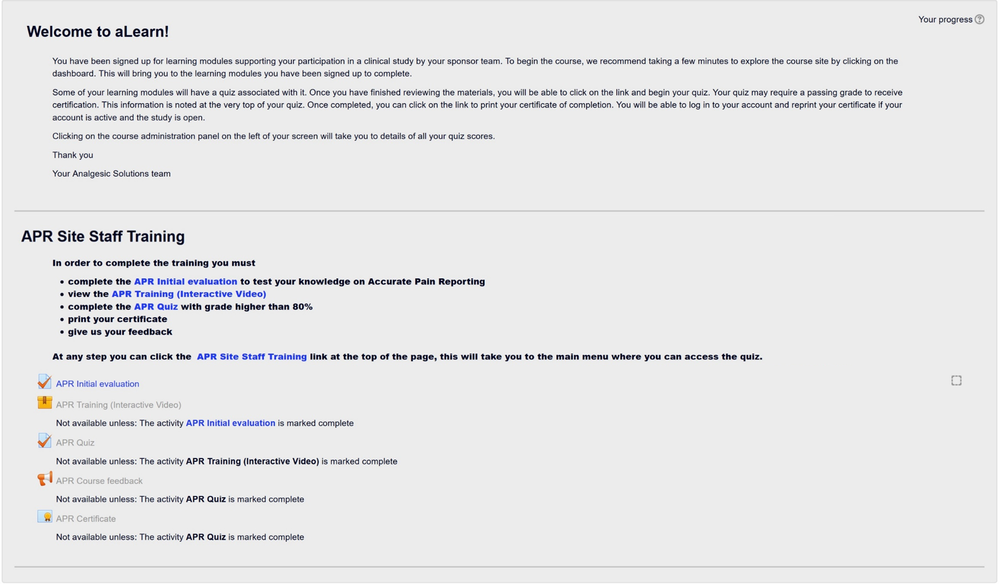 Your progress
Welcome to aLearn!
You have been signed up for learning modules supporting your participation in a clinical study by your sponsor team. To begin the course, we recommend taking a few minutes to explore the course site by clicking on the
dashboard. This will bring you to the learning modules you have been signed up to complete.
Some of your learning modules will have a quiz associated with it. Once you have finished reviewing the materials, you will be able to click on the link and begin your quiz. Your quiz may require a passing grade to receive
certification. This information is noted at the very top of your quiz. Once completed, you can click on the link to print your certificate of completion. You will be able to log in to your account and reprint your certificate if your
account is active and the study is open.
Clicking on the course administration panel on the left of your screen will take you to details of all your quiz scores.
Thank you
Your Analgesic Solutions team
APR Site Staff Training
In order to complete the training you must
• complete the APR Initial evaluation to test your knowledge on Accurate Pain Reporting
• view the APR Training (Interactive Video)
• complete the APR Quiz with grade higher than 80%
• print your certificate
• give us your feedback
At any step you can click the APR Site Staff Training link at the top of the page, this will take you to the main menu where you can access the quiz.
APR Initial evaluation
APR Training (Interactive Video)
Not available unless: The activity APR Initial evaluation is marked complete
APR Quiz
Not available unless: The activity APR Training (Interactive Video) is marked complete
APR Course feedback
Not available unless: The activity APR Quiz is marked complete
APR Certificate
Not available unless: The activity APR Quiz is marked complete